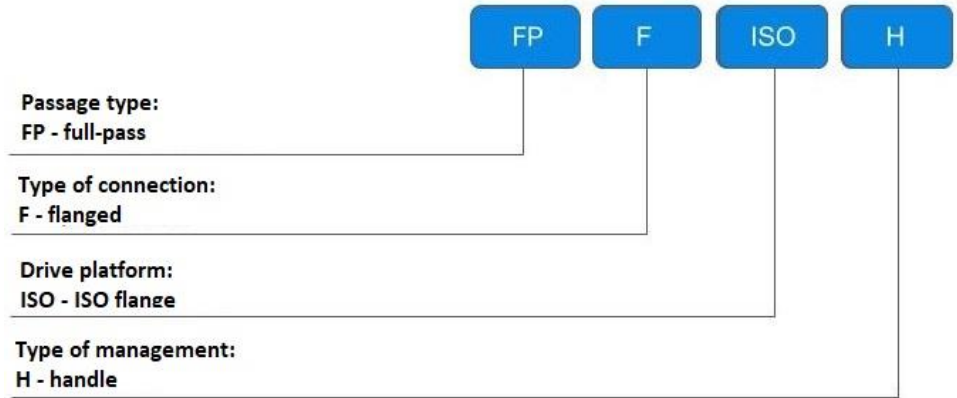 FP F ISO H
Passage type:
FP - full-pass
Type of connection:
F - flanged
Drive platform:
ISO - ISO flange
Type of management:
H - handle